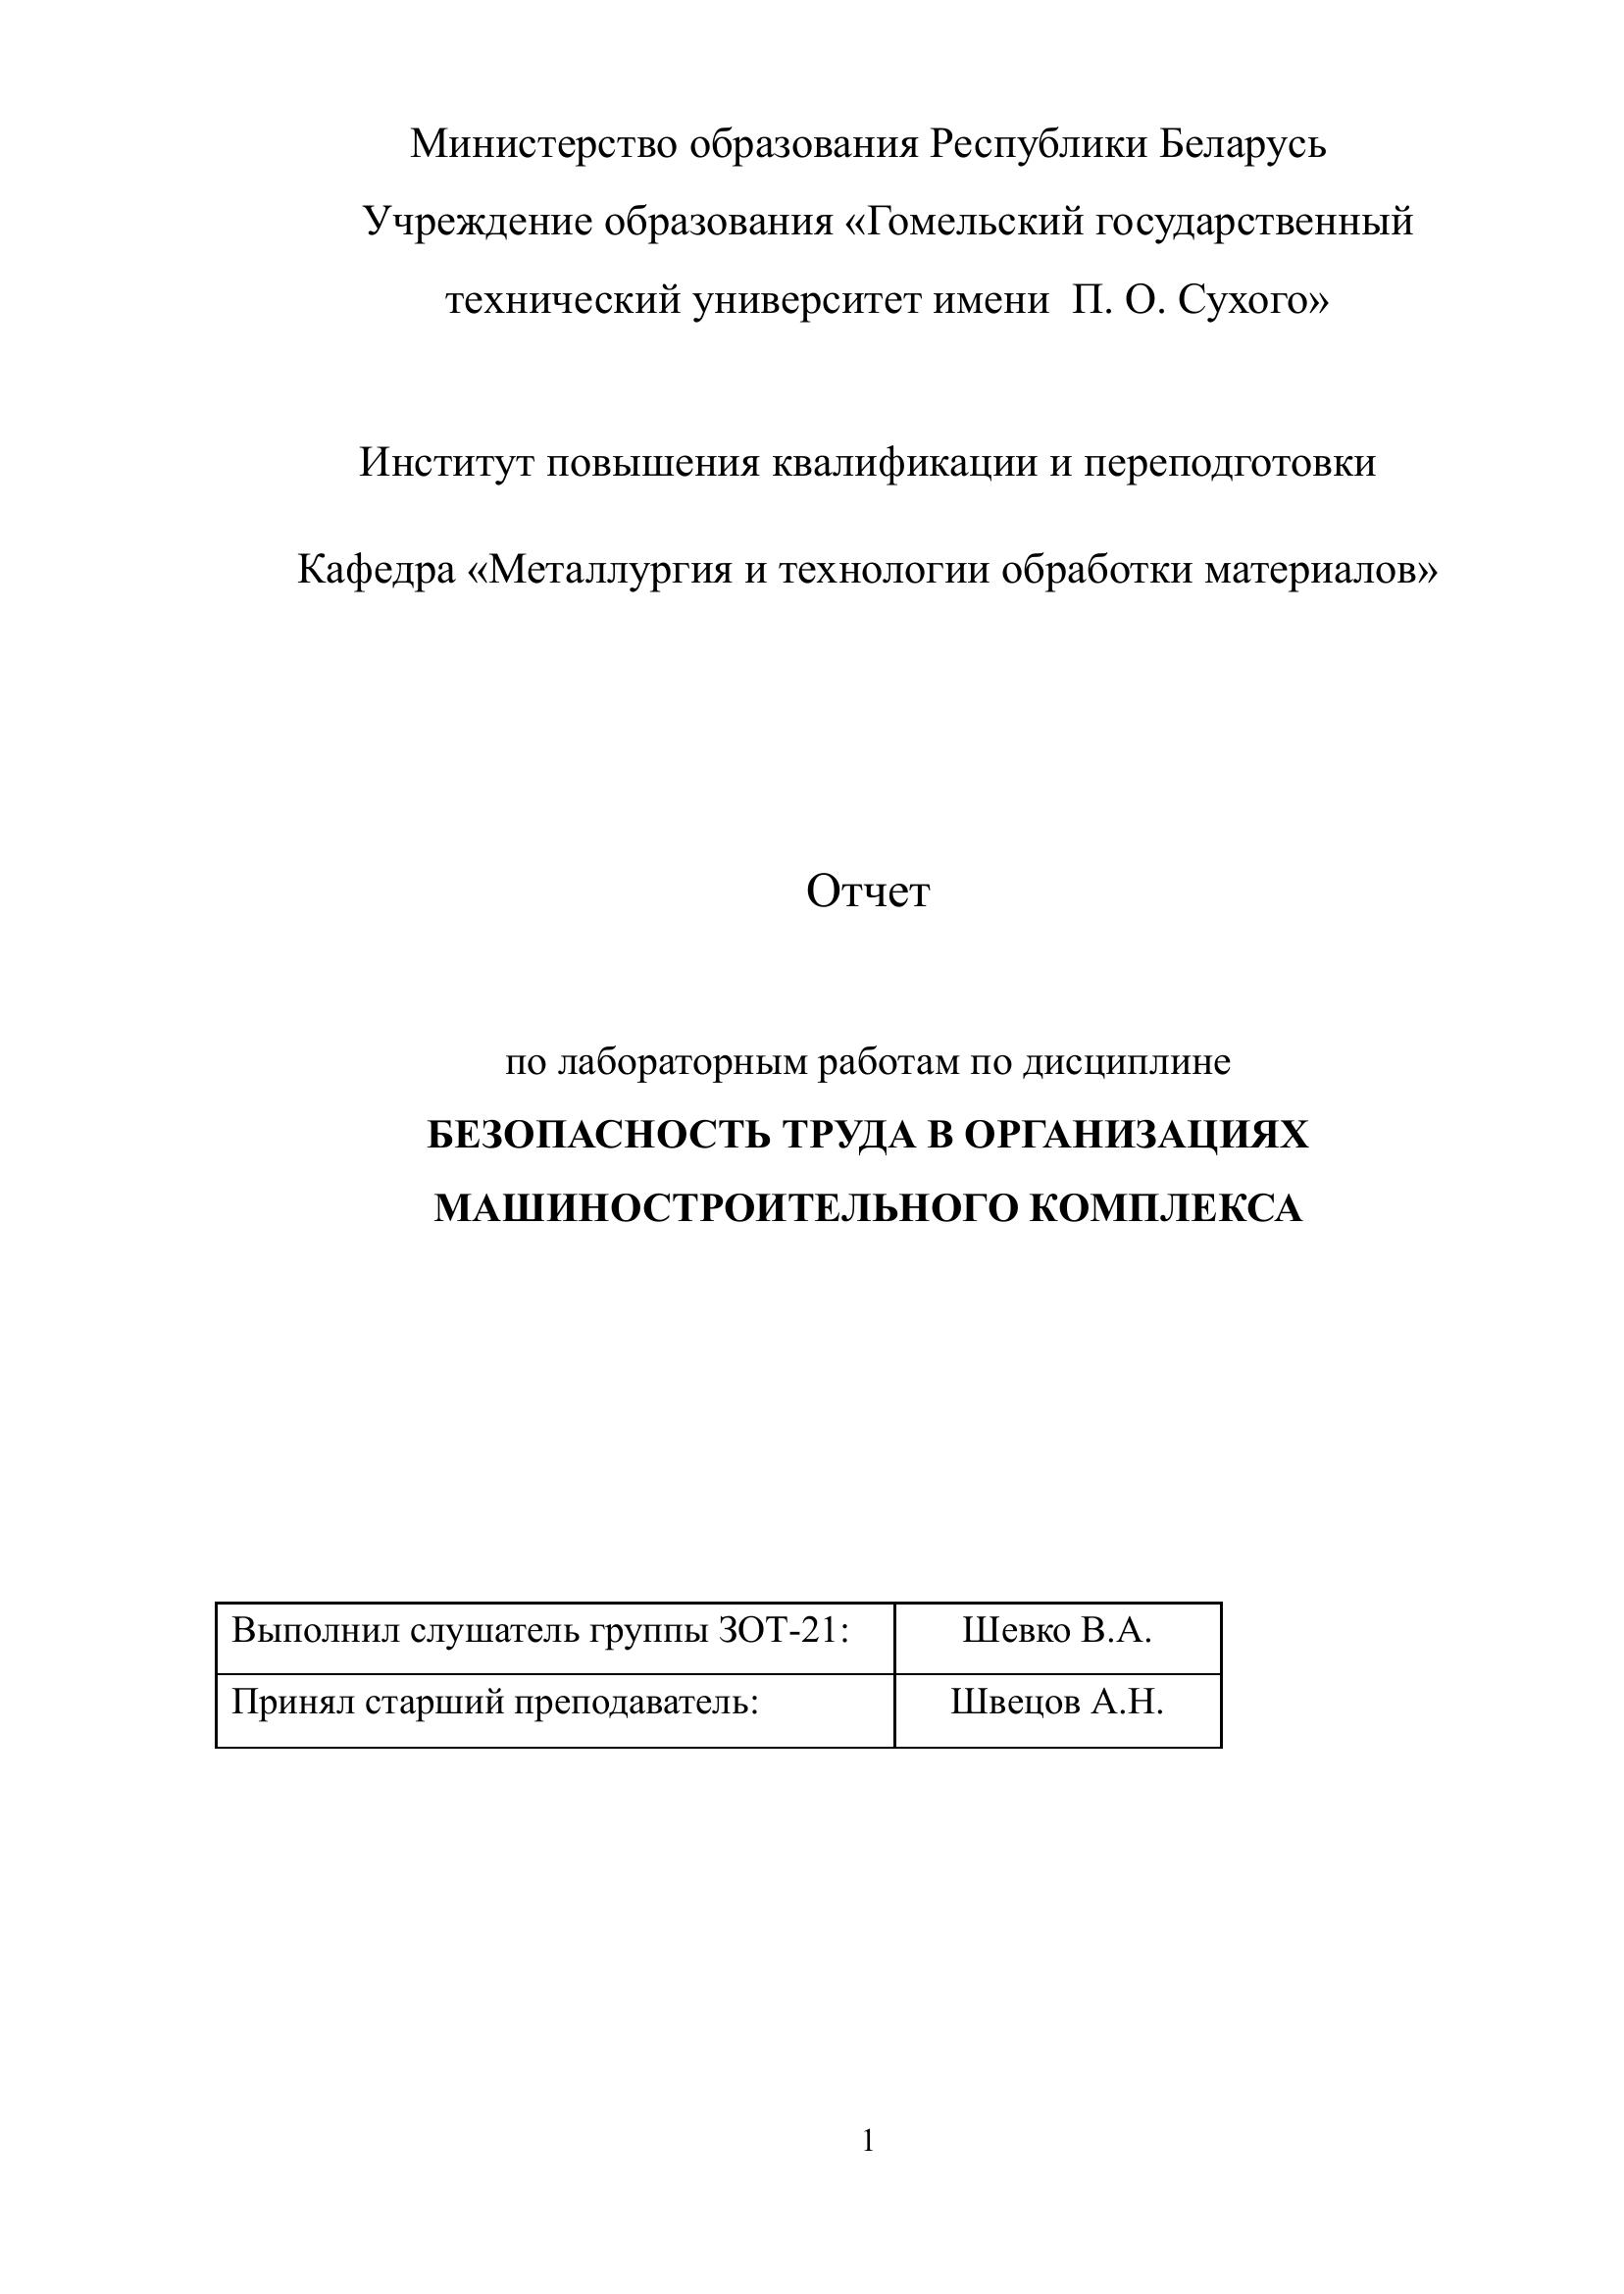 Министерство образования Республики Беларусь
Учреждение образования «Гомельский государственный
технический университет имени  П. О. Сухого»
Институт повышения квалификации и переподготовки
Кафедра «Металлургия и технологии обработки материалов»
Отчет
по лабораторным работам по дисциплине
БЕЗОПАСНОСТЬ ТРУДА В ОРГАНИЗАЦИЯХ
МАШИНОСТРОИТЕЛЬНОГО КОМПЛЕКСА
Выполнил слушатель группы ЗОТ-21: Шевко В.А.
Принял старший преподаватель: Швецов А.Н.
1